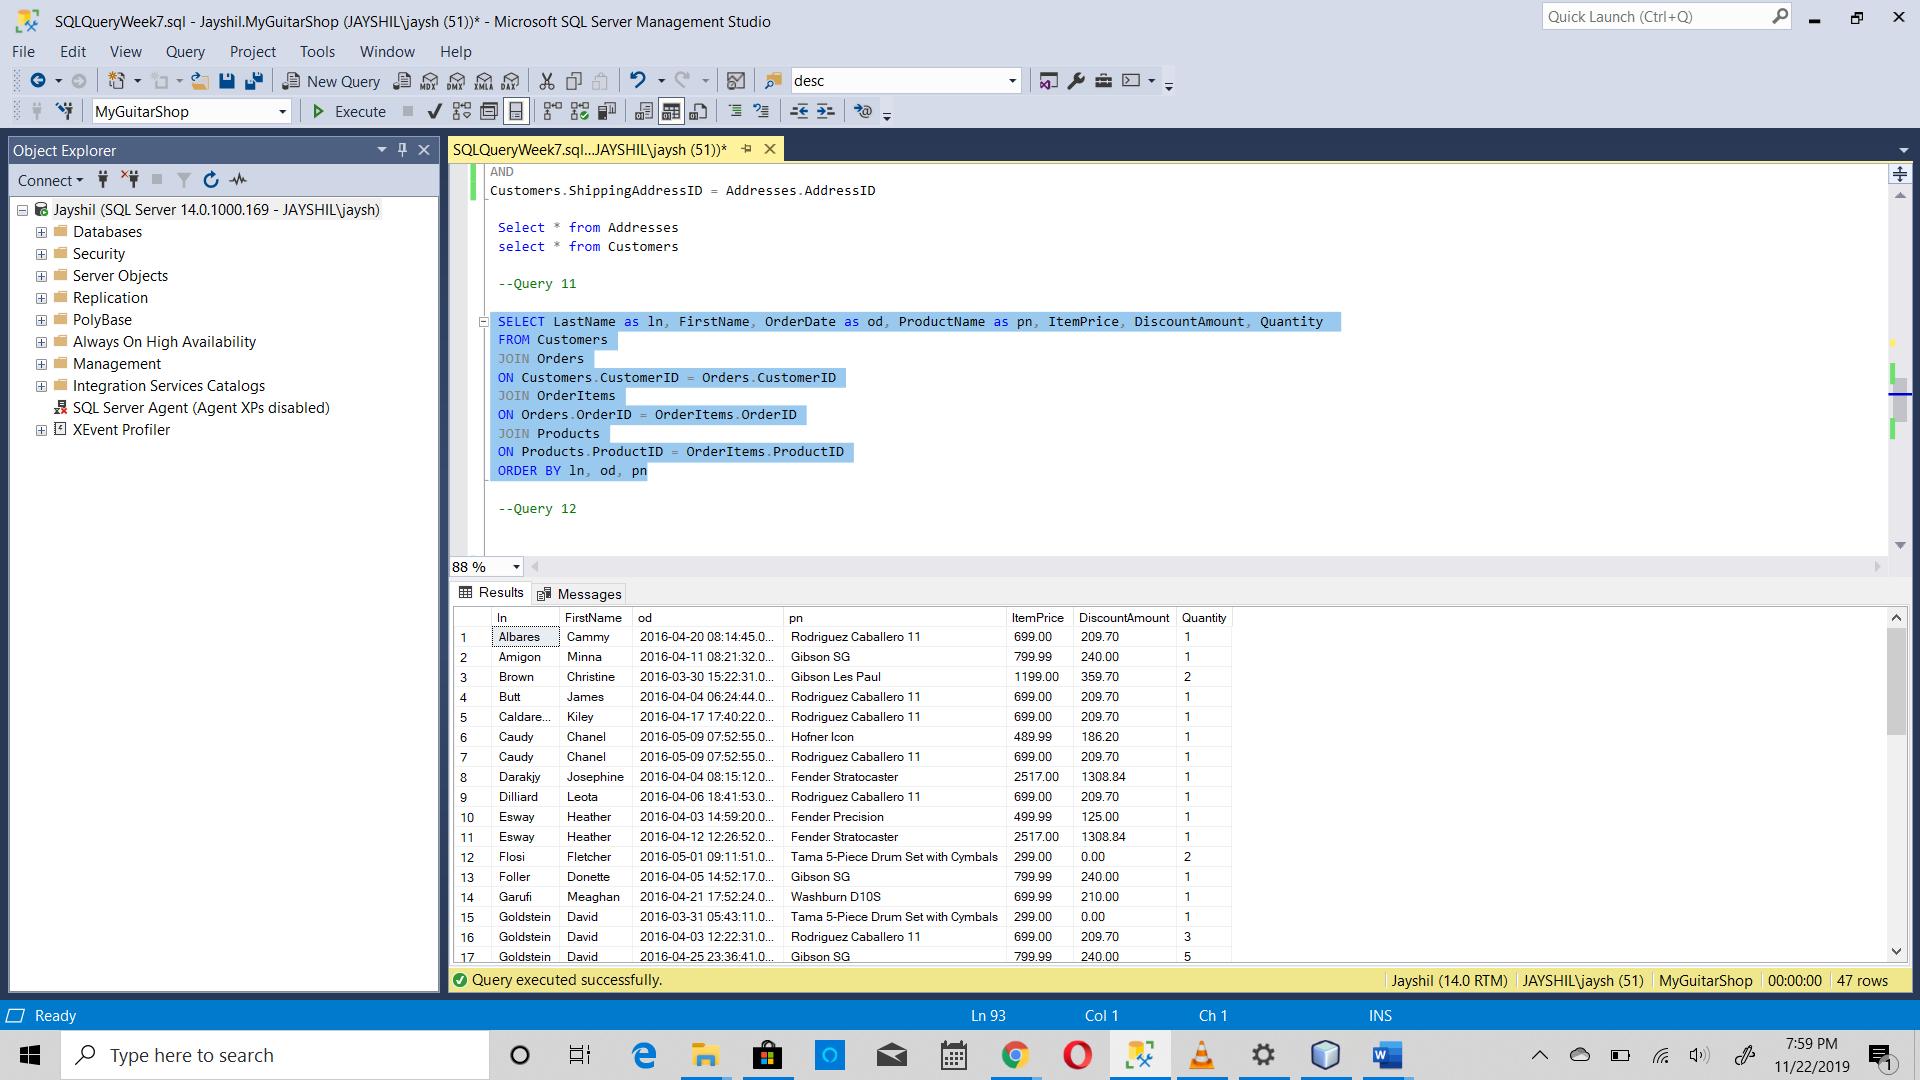 SQLQueryWeek7.sql - Jayshil.MyGuitarShop (JAYSHIL\jaysh (51))* - Microsoft SQL Server Management Studio
Quick Launch (Ctrl+Q)
File Edit View Query Project Tools Window Help
New Query MDX DMX XMLA DAX desc
MyGuitarShop Execute
Object Explorer
SQLQueryWeek7.sql...JAYSHIL\jaysh (51))*
Connect
Jayshil (SQL Server 14.0.1000.169 - JAYSHIL\jaysh)
Databases
Security
Server Objects
Replication
PolyBase
Always On High Availability
Management
Integration Services Catalogs
SQL Server Agent (Agent XPs disabled)
XEvent Profiler
AND
Customers.ShippingAddressID = Addresses.AddressID
Select * from Addresses
select * from Customers
--Query 11
SELECT LastName as ln, FirstName, OrderDate as od, ProductName as pn, ItemPrice, DiscountAmount, Quantity
FROM Customers
JOIN Orders
ON Customers.CustomerID = Orders.CustomerID
JOIN OrderItems
ON Orders.OrderID = OrderItems.OrderID
JOIN Products
ON Products.ProductID = OrderItems.ProductID
ORDER BY ln, od, pn
--Query 12
88 %
Results Messages
ln FirstName od pn ItemPrice DiscountAmount Quantity
1 Albares Cammy 2016-04-20 08:14:45.0... Rodriguez Caballero 11 699.00 209.70 1
2 Amigon Minna 2016-04-11 08:21:32.0... Gibson SG 799.99 240.00 1
3 Brown Christine 2016-03-30 15:22:31.0... Gibson Les Paul 1199.00 359.70 2
4 Butt James 2016-04-04 06:24:44.0... Rodriguez Caballero 11 699.00 209.70 1
5 Caldare... Kiley 2016-04-17 17:40:22.0... Rodriguez Caballero 11 699.00 209.70 1
6 Caudy Chanel 2016-05-09 07:52:55.0... Hofner Icon 489.99 186.20 1
7 Caudy Chanel 2016-05-09 07:52:55.0... Rodriguez Caballero 11 699.00 209.70 1
8 Darakjy Josephine 2016-04-04 08:15:12.0... Fender Stratocaster 2517.00 1308.84 1
9 Dilliard Leota 2016-04-06 18:41:53.0... Rodriguez Caballero 11 699.00 209.70 1
10 Esway Heather 2016-04-03 14:59:20.0... Fender Precision 499.99 125.00 1
11 Esway Heather 2016-04-12 12:26:52.0... Fender Stratocaster 2517.00 1308.84 1
12 Flosi Fletcher 2016-05-01 09:11:51.0... Tama 5-Piece Drum Set with Cymbals 299.00 0.00 2
13 Foller Donette 2016-04-05 14:52:17.0... Gibson SG 799.99 240.00 1
14 Garufi Meaghan 2016-04-21 17:52:24.0... Washburn D10S 699.99 210.00 1
15 Goldstein David 2016-03-31 05:43:11.0... Tama 5-Piece Drum Set with Cymbals 299.00 0.00 1
16 Goldstein David 2016-04-03 12:22:31.0... Rodriguez Caballero 11 699.00 209.70 3
17 Goldstein David 2016-04-25 23:36:41.0... Gibson SG 799.99 240.00 5
Query executed successfully. Jayshil (14.0 RTM) JAYSHIL\jaysh (51) MyGuitarShop 00:00:00 47 rows
Ready Ln 93 Col 1 Ch 1 INS
Type here to search
7:59 PM
11/22/2019
1